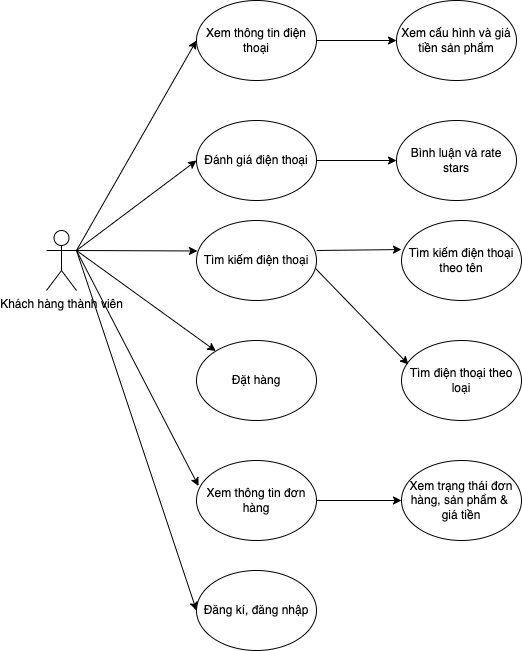 Xem thông tin điện
thoại
Xem cấu hình và giá
tiền sản phẩm
Đánh giá điện thoại
Bình luận và rate
stars
Khách hàng thành viên
Tìm kiếm điện thoại
Tìm kiếm điện thoại
theo tên
Đặt hàng
Tìm điện thoại theo
loại
Xem thông tin đơn
hàng
Xem trạng thái đơn
hàng, sản phẩm &
giá tiền
Đăng kí, đăng nhập